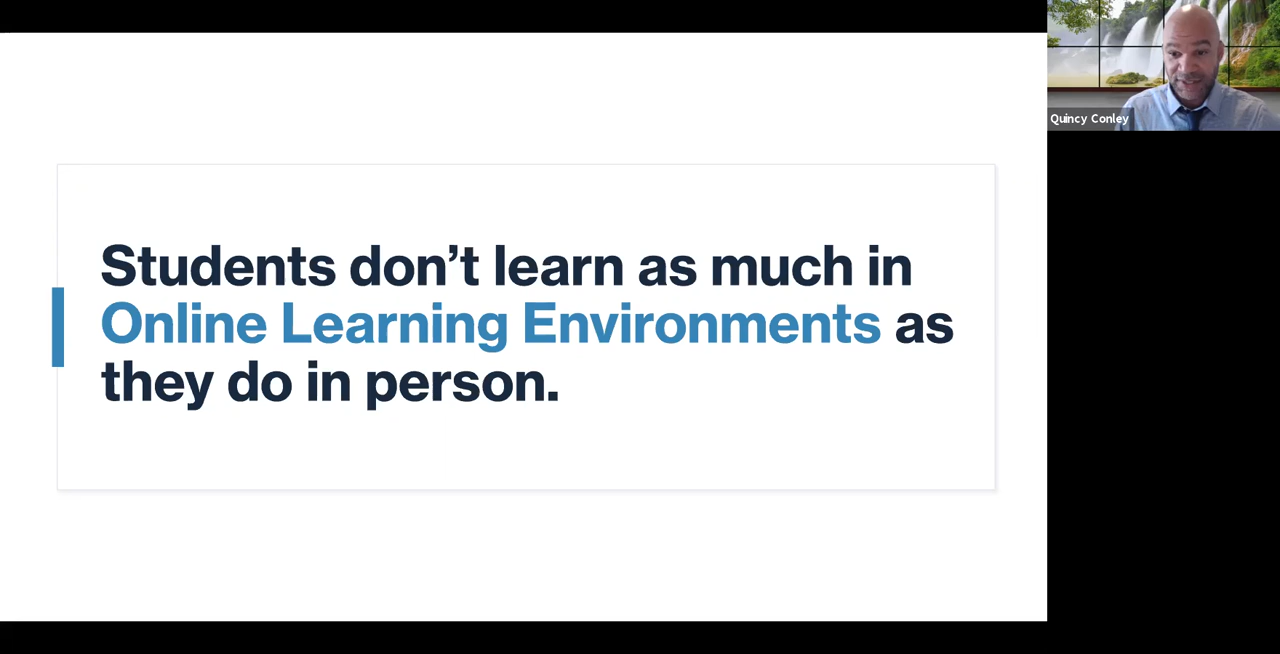 Students don’t learn as much in
Online Learning Environments as
they do in person.
Quincy Conley